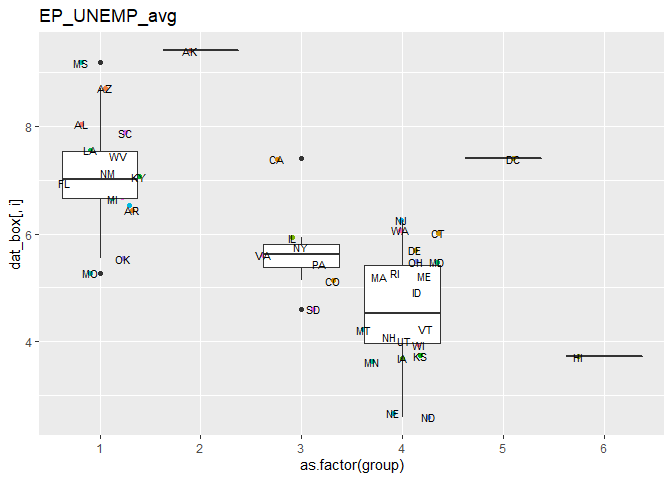 EP_UNEMP_avg
AK
MS
AZ
AL
SC
LA
WV
CA
DC
NM
KY
FL
MI
AR
NJ
WA
CT
IL
NY
DE
VA
OK
PA
OH
MD
MO
RI
MA
ME
CO
ID
SD
MT
VT
NH
UT
WI
IA
KS
HI
MN
NE
ND
8
6
4
dat_box[, i]
1 2 3 4 5 6
as.factor(group)